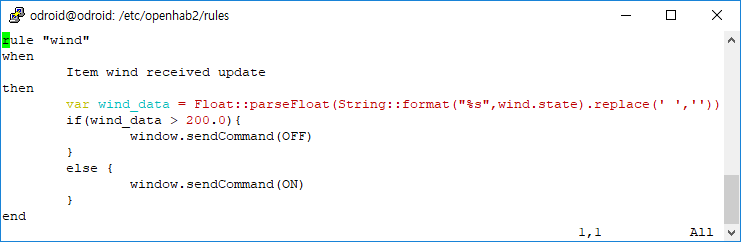 odroid@odroid: /etc/openhab2/rules
rule "wind"
when
        Item wind received update
then
        var wind_data = Float::parseFloat(String::format("%s",wind.state).replace(' ',''))
        if(wind_data > 200.0){
                window.sendCommand(OFF)
        }
        else {
                window.sendCommand(ON)
        }
end
1,1 All